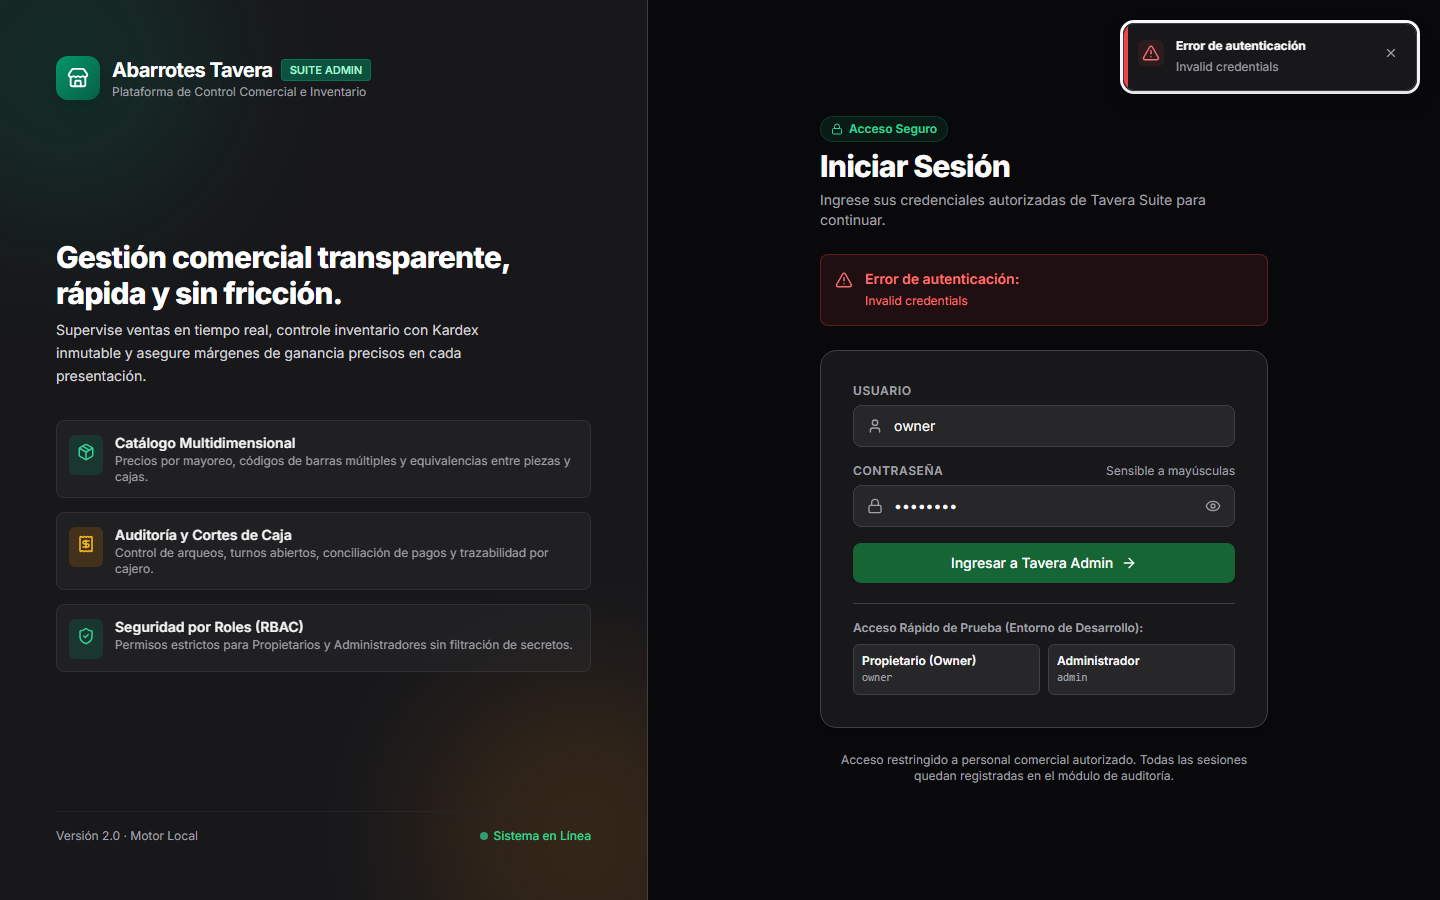 Abarrotes Tavera SUITE ADMIN
Plataforma de Control Comercial e Inventario
Gestión comercial transparente,
rápida y sin fricción.
Supervise ventas en tiempo real, controle inventario con Kardex
inmutable y asegure márgenes de ganancia precisos en cada
presentación.
Catálogo Multidimensional
Precios por mayoreo, códigos de barras múltiples y equivalencias entre piezas y
cajas.
Auditoría y Cortes de Caja
Control de arqueos, turnos abiertos, conciliación de pagos y trazabilidad por
cajero.
Seguridad por Roles (RBAC)
Permisos estrictos para Propietarios y Administradores sin filtración de secretos.
Versión 2.0 · Motor Local
Sistema en Línea
Error de autenticación
Invalid credentials
Acceso Seguro
Iniciar Sesión
Ingrese sus credenciales autorizadas de Tavera Suite para
continuar.
Error de autenticación:
Invalid credentials
USUARIO
owner
CONTRASEÑA Sensible a mayúsculas
••••••••
Ingresar a Tavera Admin →
Acceso Rápido de Prueba (Entorno de Desarrollo):
Propietario (Owner)
owner
Administrador
admin
Acceso restringido a personal comercial autorizado. Todas las sesiones
quedan registradas en el módulo de auditoría.